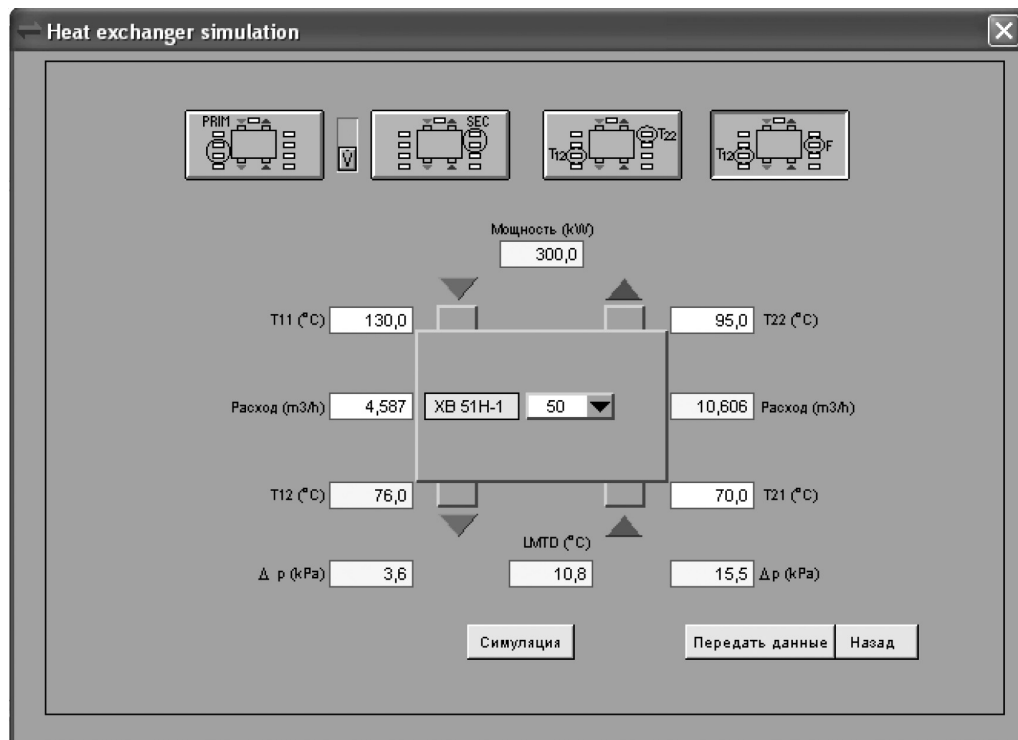 Heat exchanger simulation
PRIM
V
SEC
T12 T22
T12 F
Мощность (kW)
300,0
T11 (°C) 130,0 95,0 T22 (°C)
Расход (m3/h) 4,587 XB 51H-1 50 10,606 Расход (m3/h)
T12 (°C) 76,0 70,0 T21 (°C)
LMTD (°C)
Δ p (kPa) 3,6 10,8 15,5 Δp (kPa)
Симуляция Передать данные Назад